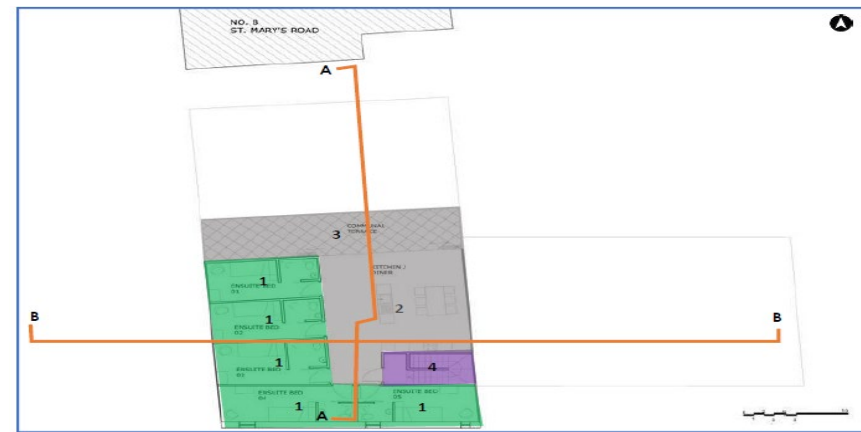 NO. 8
ST. MARY'S ROAD
A
3
COMMUNAL
TERRACE
KITCHEN /
DINER
1
ENSUITE BED
01
2
1
ENSUITE BED
02
B
B
1
ENSUITE BED
03
4
ENSUITE BED
04
ENSUITE BED
05
1
A
1